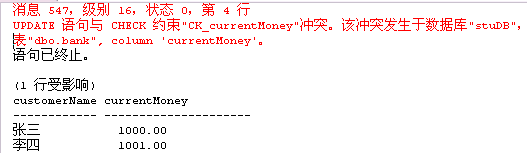 消息 547，级别 16，状态 0，第 4 行
UPDATE 语句与 CHECK 约束"CK_currentMoney"冲突。该冲突发生于数据库"stuDB"，
表"dbo.bank", column 'currentMoney'。
语句已终止。
(1 行受影响)
customerName currentMoney
------------ ---------------------
张三 1000.00
李四 1001.00